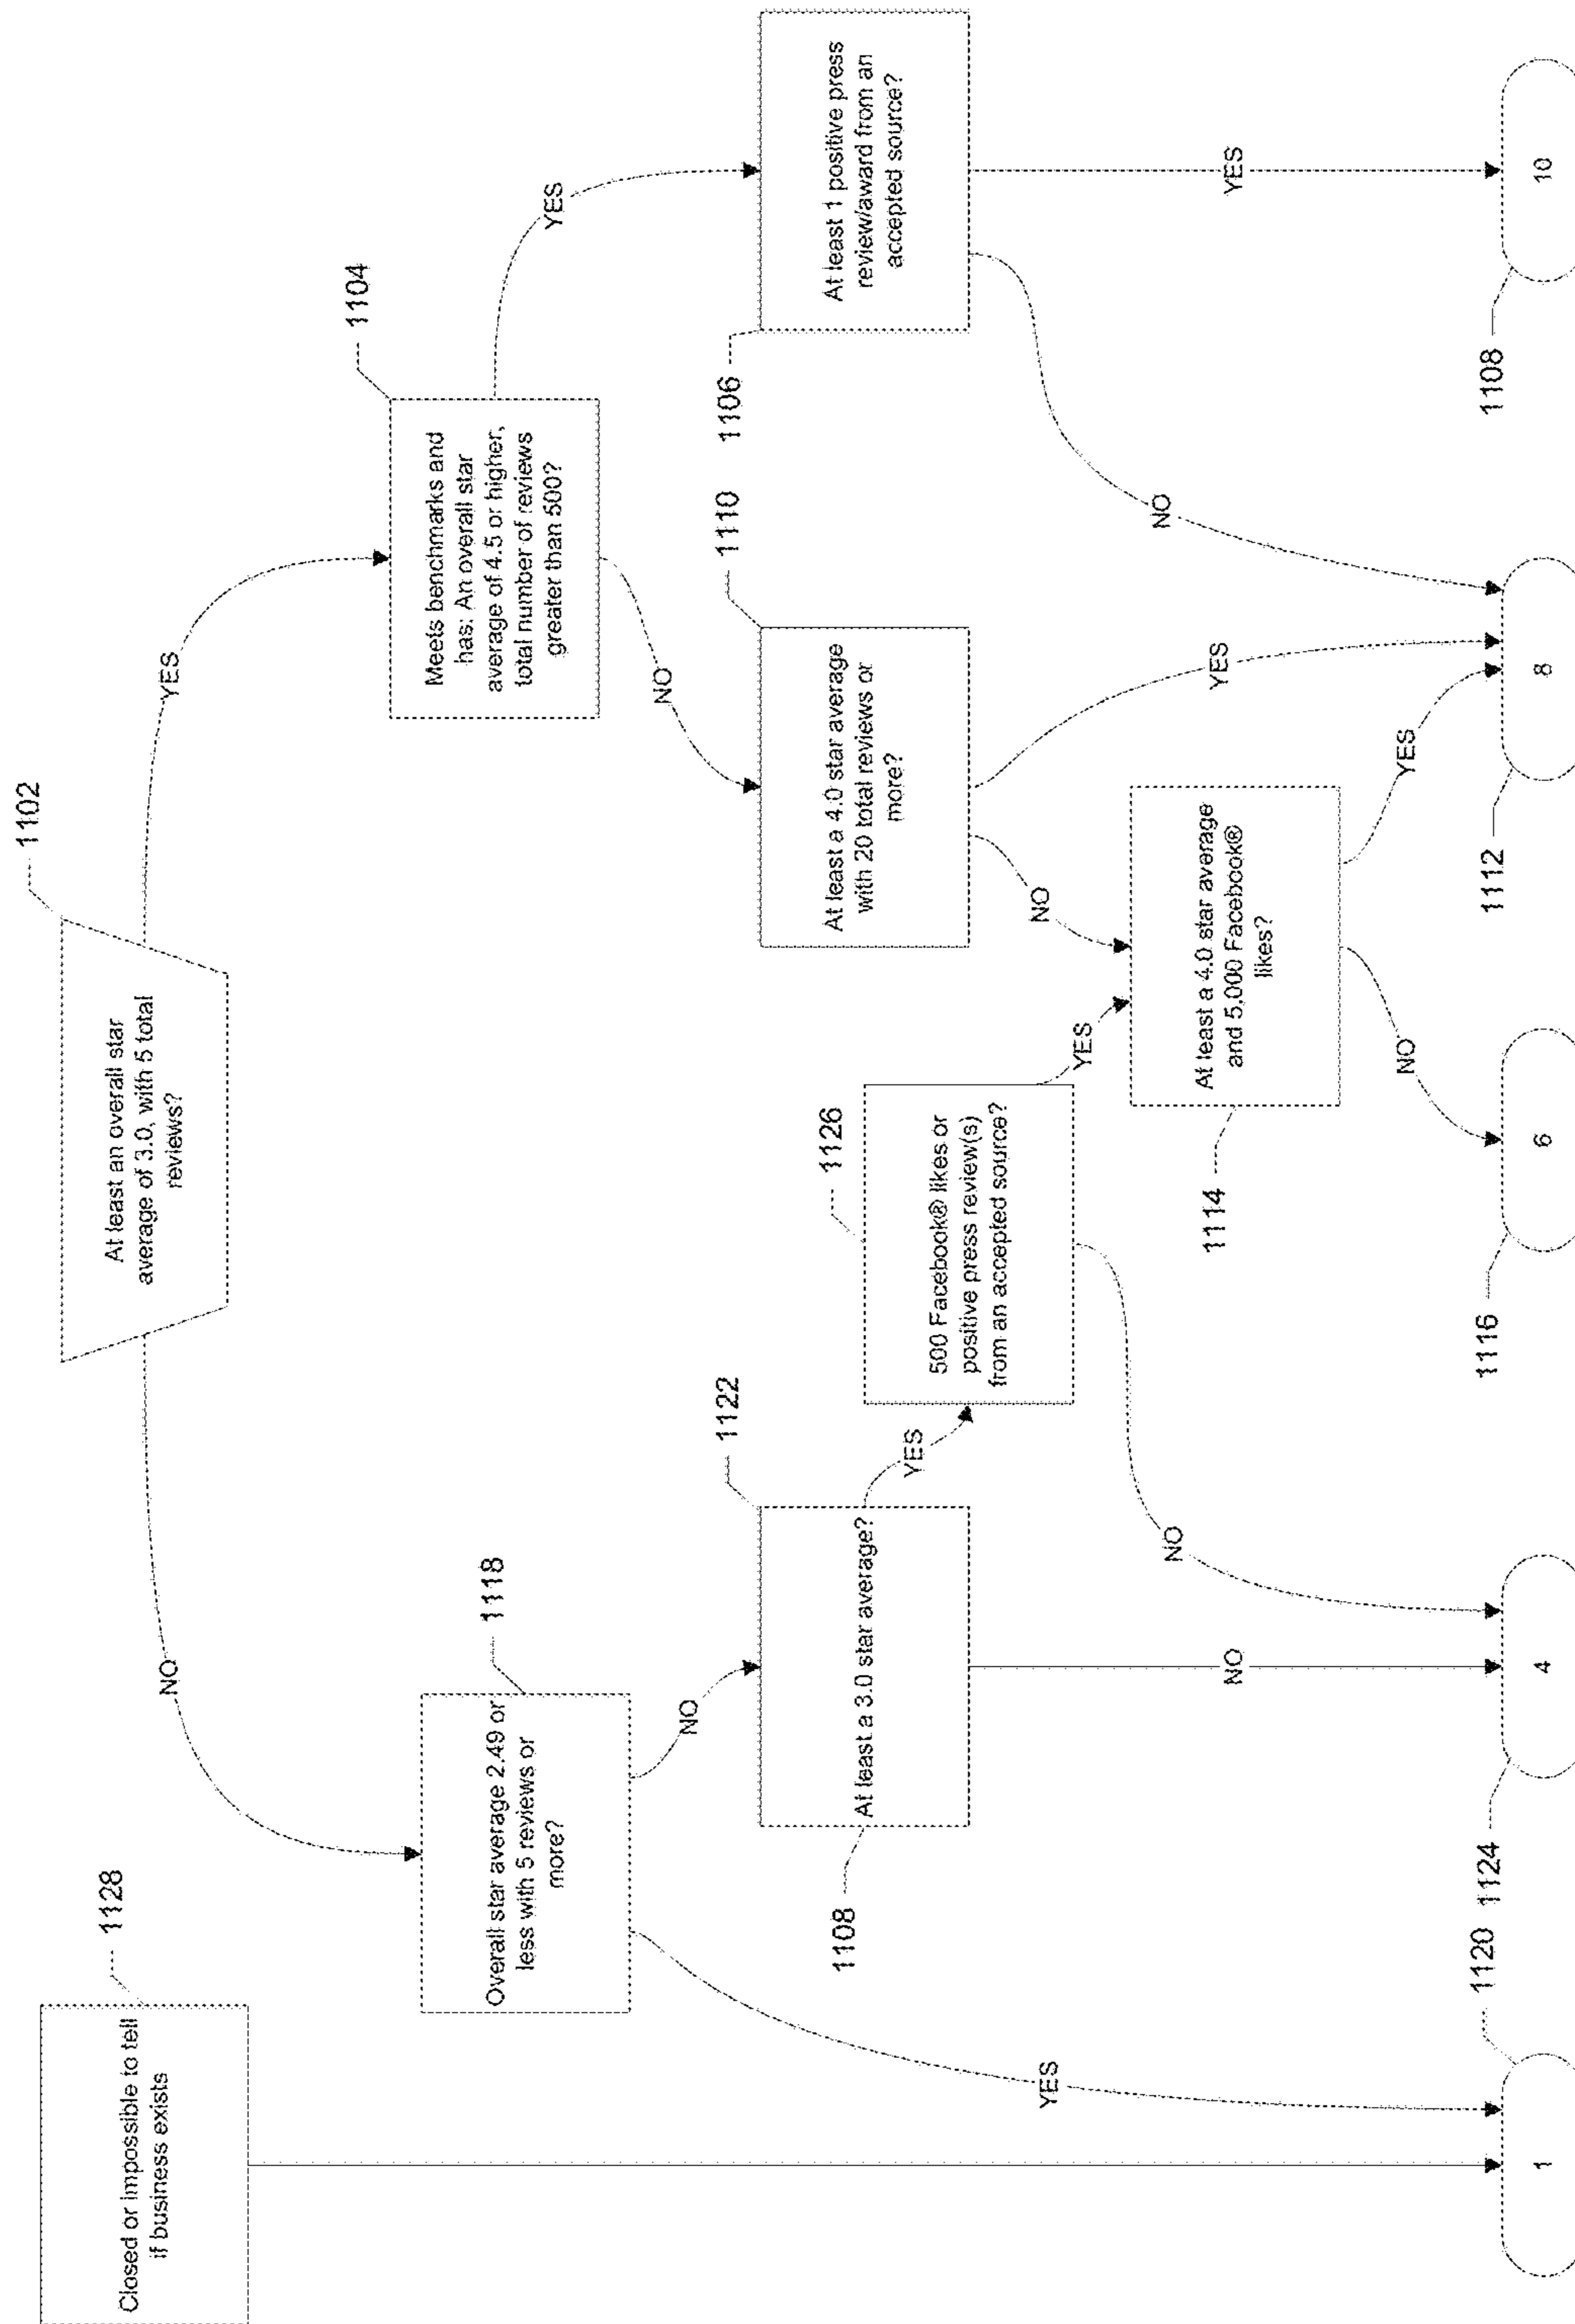 1128
Closed or impossible to tell
if business exists
1102
At least an overall star
average of 3.0, with 5 total
reviews?
NO
YES
1118
Overall star average 2.49 or
less with 5 reviews or
more?
1104
Meets benchmarks and
has: An overall star
average of 4.5 or higher,
total number of reviews
greater than 500?
NO
NO
YES
1122
At least a 3.0 star average?
1108
YES
1126
500 Facebook® likes or
positive press review(s)
from an accepted source?
YES
1110
At least a 4.0 star average
with 20 total reviews or
more?
1106
At least 1 positive press
review/award from an
accepted source?
NO
1114
At least a 4.0 star average
and 5,000 Facebook®
likes?
YES
NO
NO
NO
YES
YES
NO
YES
1120
1
1124
4
1116
6
1112
8
1108
10